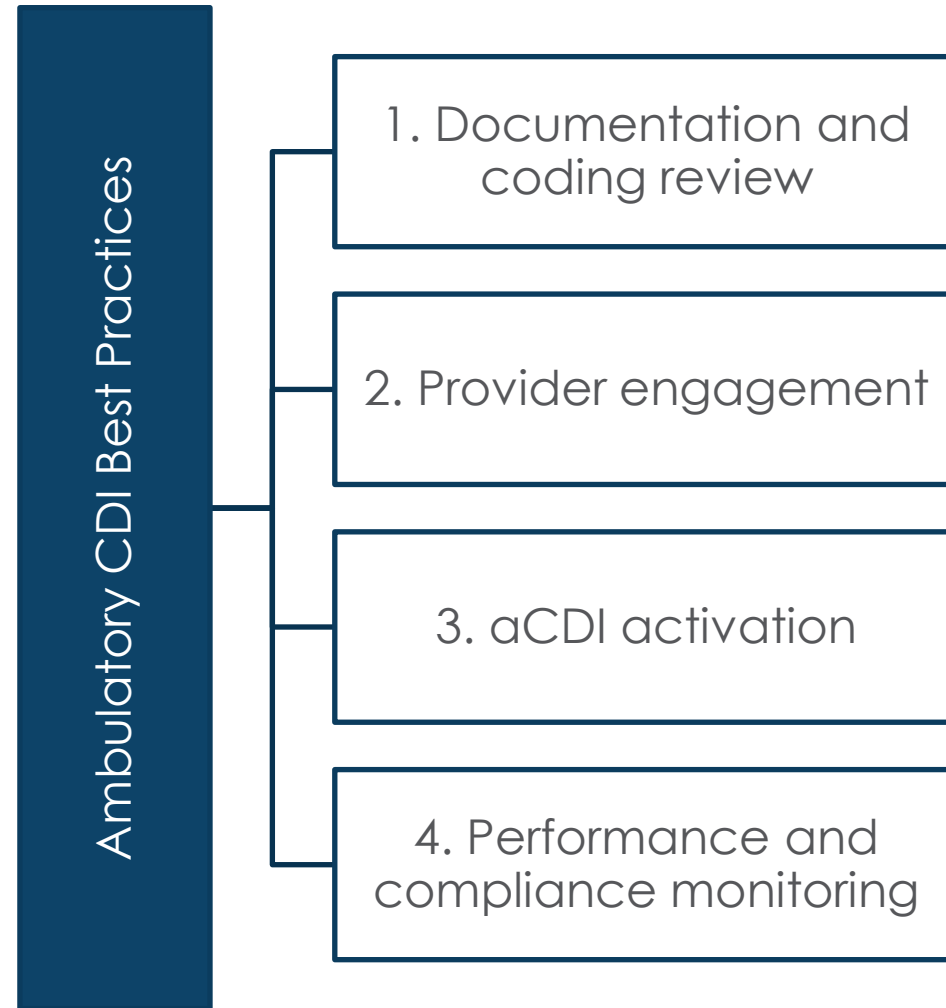 Ambulatory CDI Best Practices
1. Documentation and
coding review
2. Provider engagement
3. aCDI activation
4. Performance and
compliance monitoring